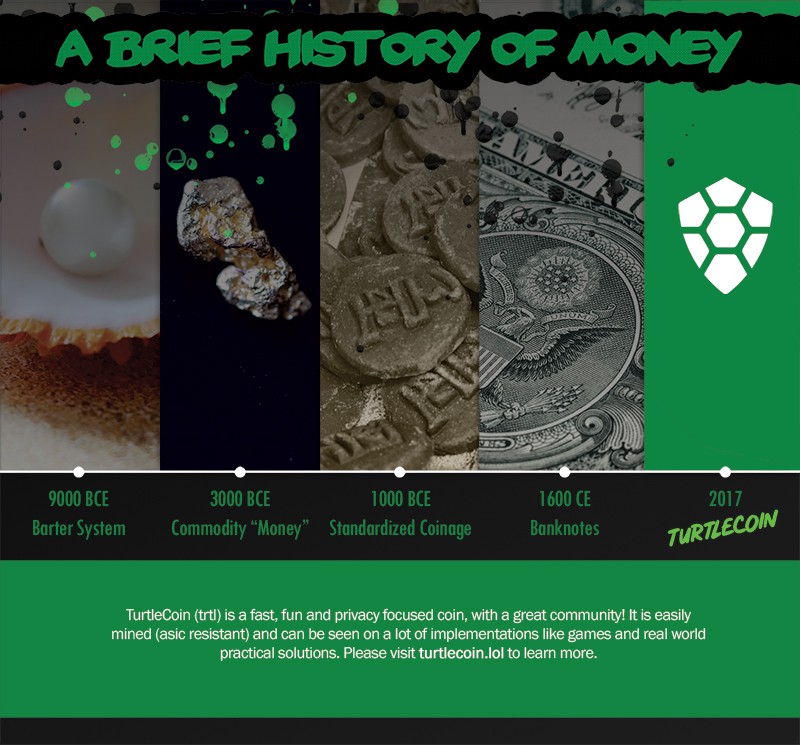 A BRIEF HISTORY OF MONEY
UNUM
9000 BCE
Barter System
3000 BCE
Commodity “Money”
1000 BCE
Standardized Coinage
1600 CE
Banknotes
2017
TURTLECOIN
TurtleCoin (trtl) is a fast, fun and privacy focused coin, with a great community! It is easily
mined (asic resistant) and can be seen on a lot of implementations like games and real world
practical solutions. Please visit turtlecoin.lol to learn more.